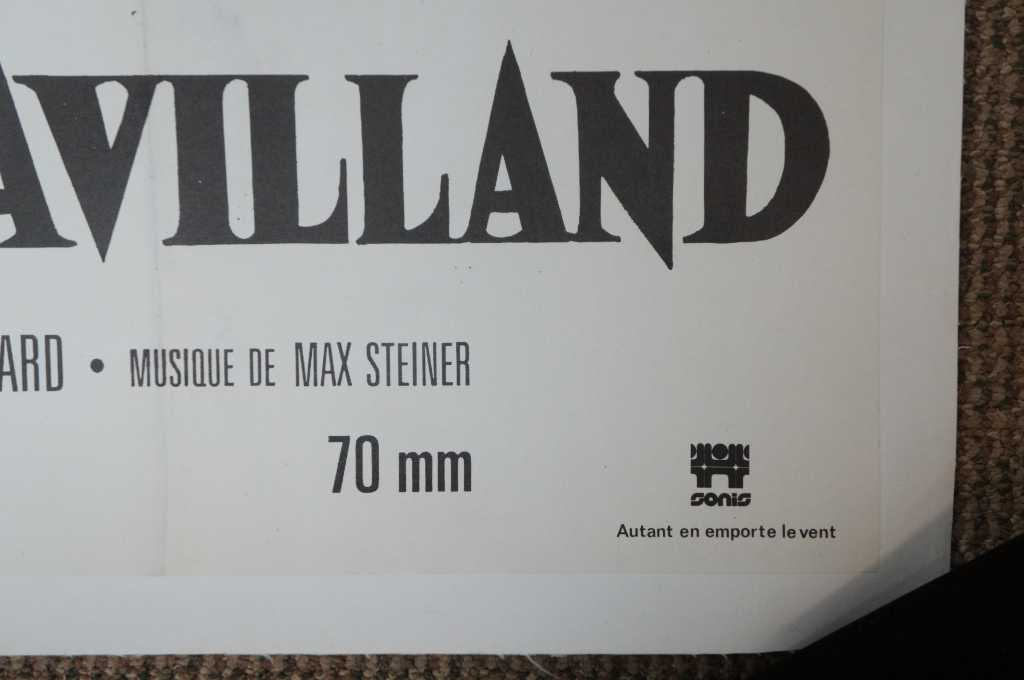 AVILLAND
ARD • MUSIQUE DE MAX STEINER
70 mm
sonis
Autant en emporte le vent